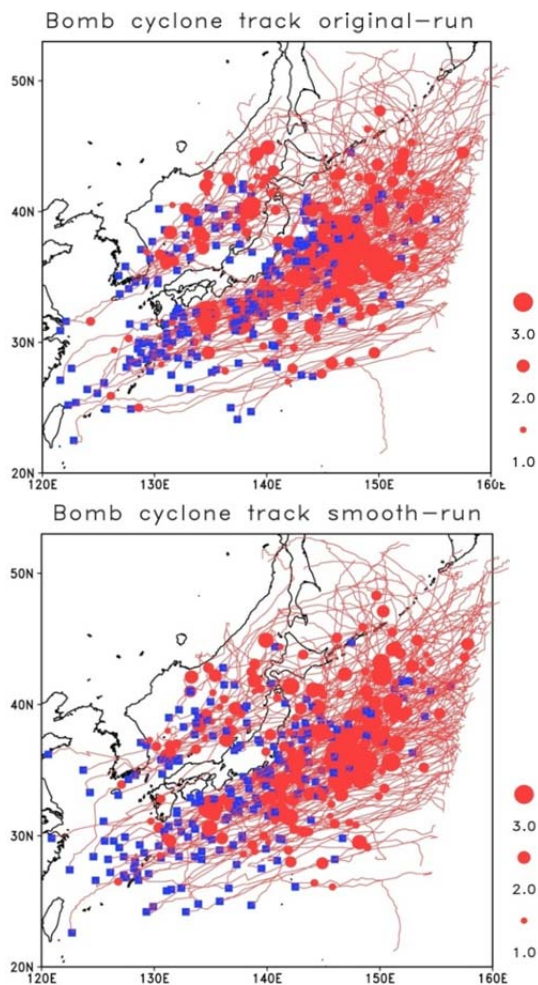 Bomb cyclone track original-run
50N
40N
30N
20N
120E 130E 140E 150E 160E
3.0
2.0
1.0
Bomb cyclone track smooth-run
50N
40N
30N
20N
120E 130E 140E 150E 160E
3.0
2.0
1.0